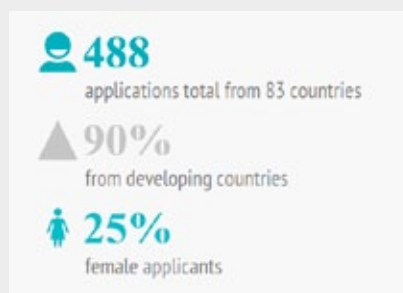 488
applications total from 83 countries
90%
from developing countries
25%
female applicants